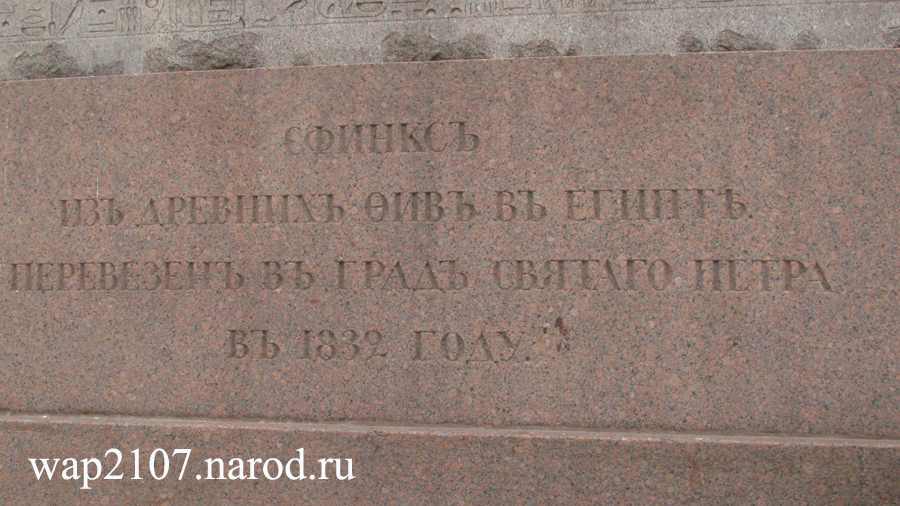 СФИНКСЪ
ИЗЪ ДРЕВНИХЪ ѲИВЪ ВЪ ЕГИПТѢ.
ПЕРЕВЕЗЕНЪ ВЪ ГРАДЪ СВЯТАГО ПЕТРА
ВЪ 1832 ГОДУ.
wap2107.narod.ru